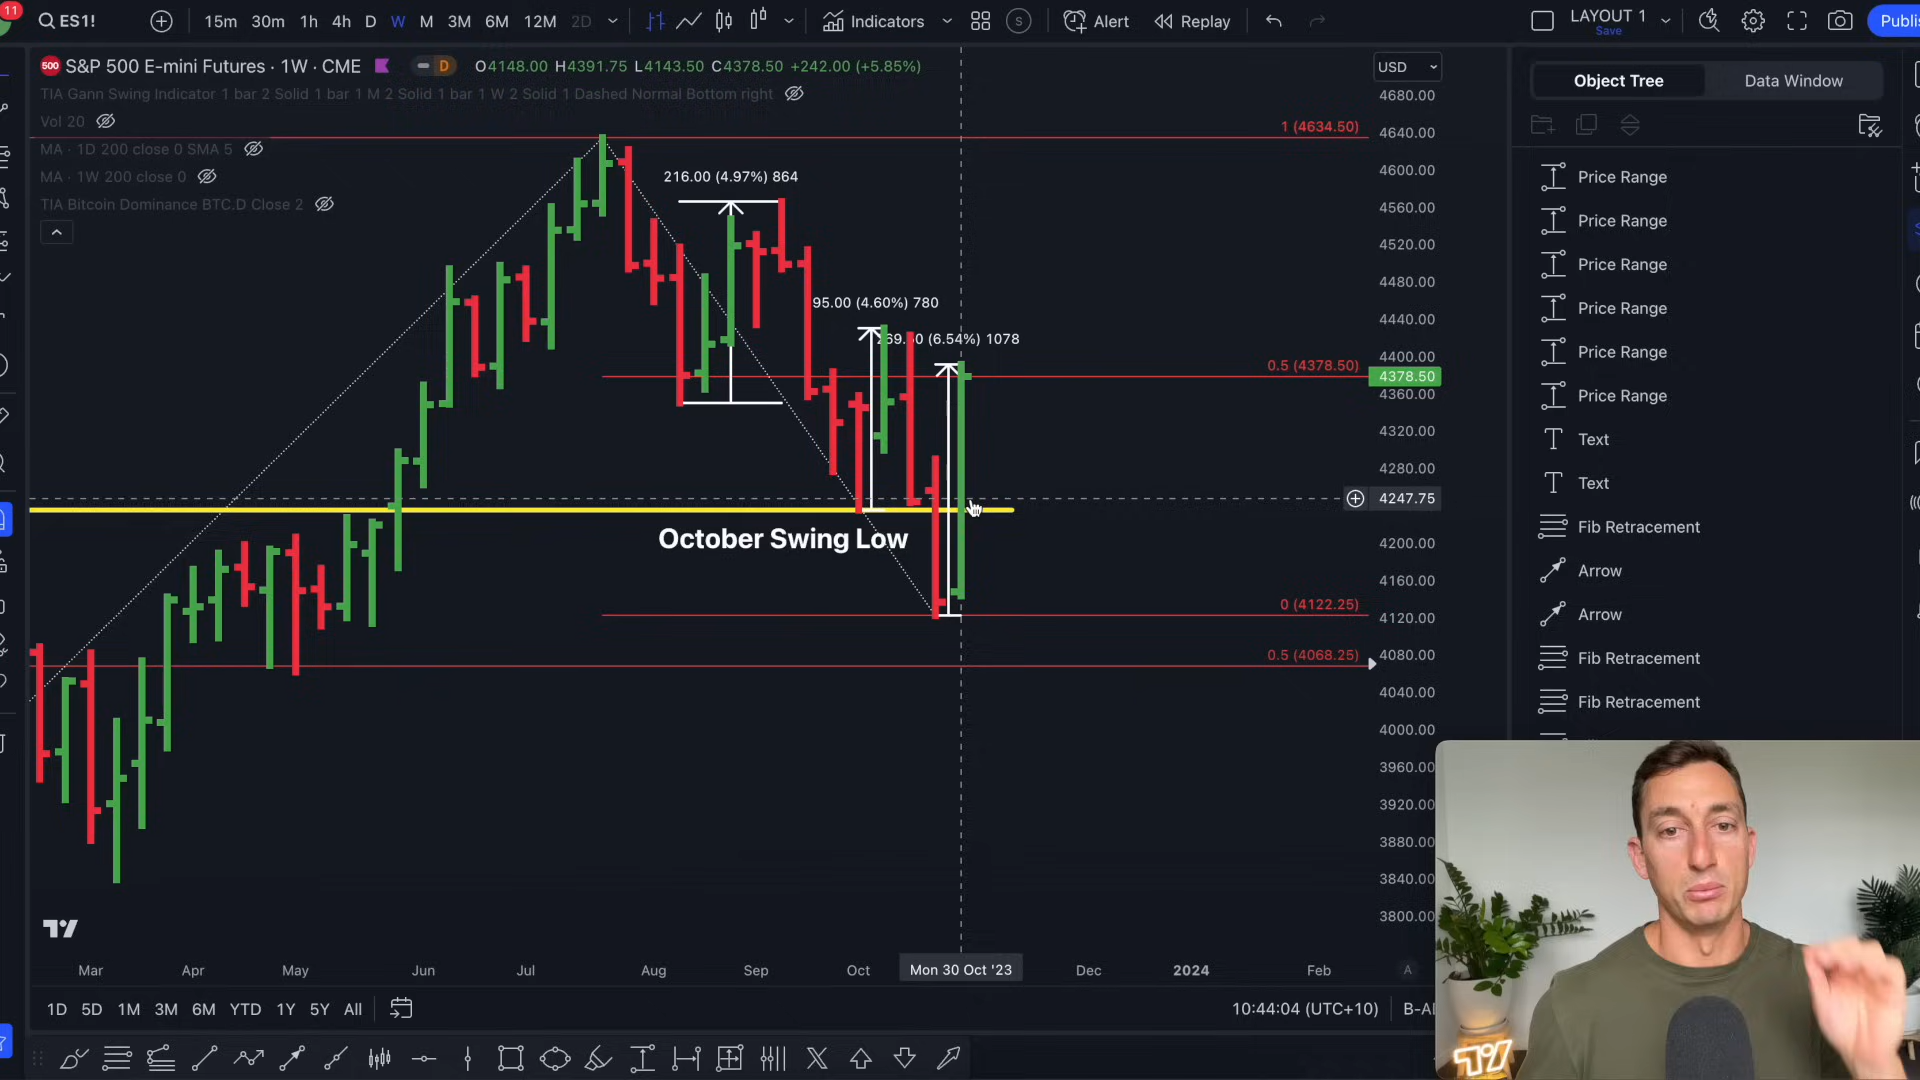 11
ES1!
15m 30m 1h 4h D W M 3M 6M 12M 2D
Indicators
S
Alert
Replay
LAYOUT 1
Save
Publi
500 S&P 500 E-mini Futures · 1W · CME D O4148.00 H4391.75 L4143.50 C4378.50 +242.00 (+5.85%)
TIA Gann Swing Indicator 1 bar 2 Solid 1 bar 1 M 2 Solid 1 bar 1 W 2 Solid 1 Dashed Normal Bottom right
Vol 20
MA · 1D 200 close 0 SMA 5
MA · 1W 200 close 0
TIA Bitcoin Dominance BTC.D Close 2
USD
4680.00
4640.00
4600.00
4560.00
4520.00
4480.00
4440.00
4400.00
4378.50
4360.00
4320.00
4280.00
4247.75
4200.00
4160.00
4120.00
4080.00
4040.00
4000.00
3960.00
3920.00
3880.00
3840.00
3800.00
1 (4634.50)
216.00 (4.97%) 864
95.00 (4.60%) 780
69.50 (6.54%) 1078
0.5 (4378.50)
October Swing Low
0 (4122.25)
0.5 (4068.25)
Mar Apr May Jun Jul Aug Sep Oct Mon 30 Oct '23 Dec 2024 Feb A
1D 5D 1M 3M 6M YTD 1Y 5Y All
10:44:04 (UTC+10) B-A
Object Tree
Data Window
Price Range
Price Range
Price Range
Price Range
Price Range
Price Range
Text
Text
Fib Retracement
Arrow
Arrow
Fib Retracement
Fib Retracement